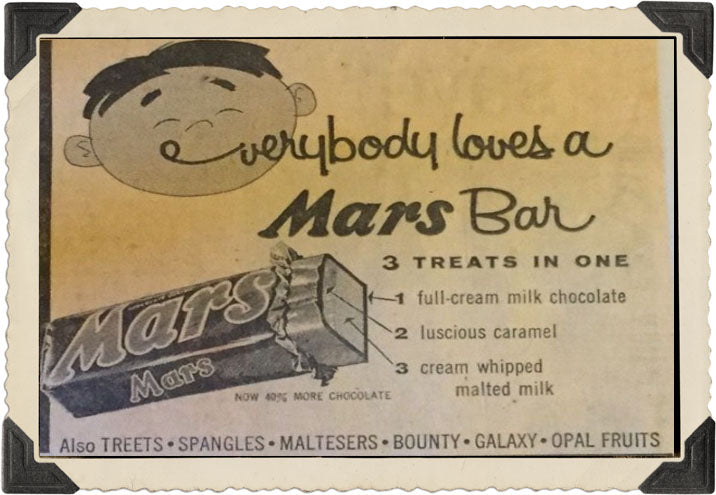 Everybody loves a
Mars Bar
3 TREATS IN ONE
1 full-cream milk chocolate
2 luscious caramel
3 cream whipped
malted milk
Mars
Mars
NOW 40% MORE CHOCOLATE
Also TREETS • SPANGLES • MALTESERS • BOUNTY • GALAXY • OPAL FRUITS